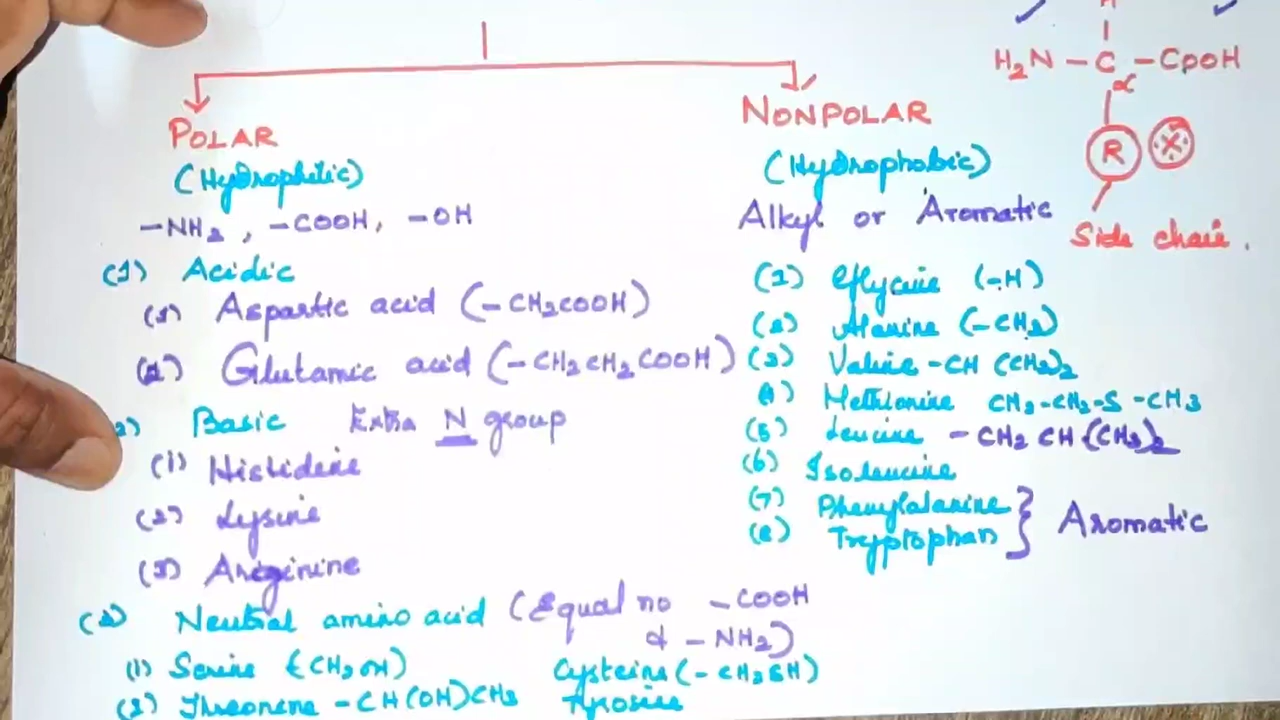 H
H₂N – C – COOH
α
R
Side chain.
POLAR
(Hydrophilic)
–NH₂, –COOH, –OH
(1) Acidic
(1) Aspartic acid (–CH₂COOH)
(2) Glutamic acid (–CH₂CH₂COOH)
2) Basic Extra N group
(1) Histidine
(2) Lysine
(3) Arginine
(3) Neutral amino acid (Equal no –COOH
& –NH₂)
(1) Serine (CH₂OH) Cysteine (–CH₂SH)
(2) Threonine –CH(OH)CH₃ Tyrosine
NONPOLAR
(Hydrophobic)
Alkyl or Aromatic
(1) Glycine (–H)
(2) Alanine (–CH₃)
(3) Valine –CH (CH₃)₂
(4) Methionine CH₂–CH₂–S–CH₃
(5) Leucine –CH₂ CH(CH₃)₂
(6) Isoleucine
(7) Phenylalanine
(8) Tryptophan } Aromatic